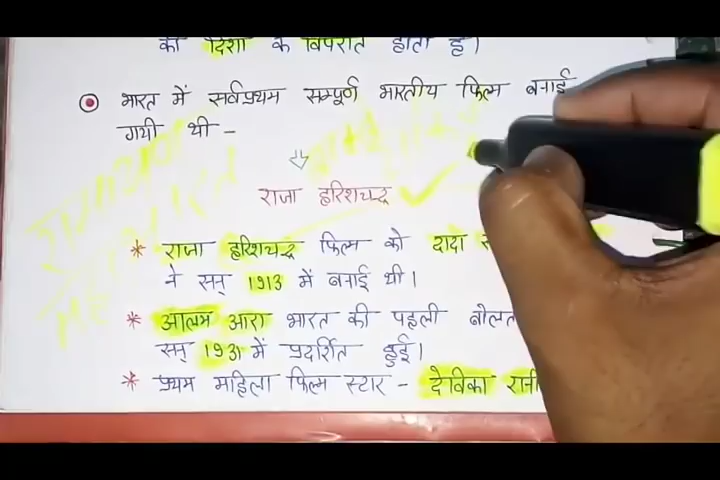 की दिशा के विपरीत होता है।
भारत में सर्वप्रथम सम्पूर्ण भारतीय फिल्म बनाई
गयी थी -
राजा हरिशचन्द्र
* राजा हरिशचन्द्र फिल्म को दादा
ने सन् 1913 में बनाई थी।
* आलम आरा भारत की पहली
सन् 1931 में प्रदर्शित हुई।
* प्रथम महिला फिल्म स्टार - देविका रानी